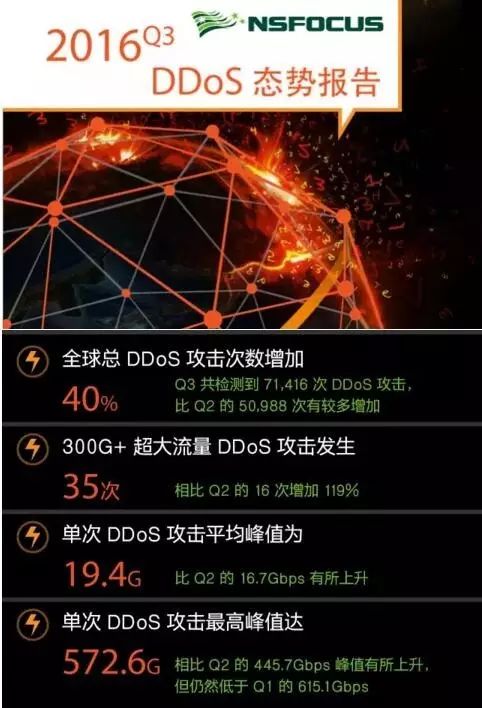 NSFOCUS
2016Q3
DDoS 态势报告
全球总 DDoS 攻击次数增加
40%
Q3 共检测到 71,416 次 DDoS 攻击，
比 Q2 的 50,988 次有较多增加
300G+ 超大流量 DDoS 攻击发生
35次
相比 Q2 的 16 次增加 119%
单次 DDoS 攻击平均峰值为
19.4G
比 Q2 的 16.7Gbps 有所上升
单次 DDoS 攻击最高峰值达
572.6G
相比 Q2 的 445.7Gbps 峰值有所上升，
但仍然低于 Q1 的 615.1Gbps